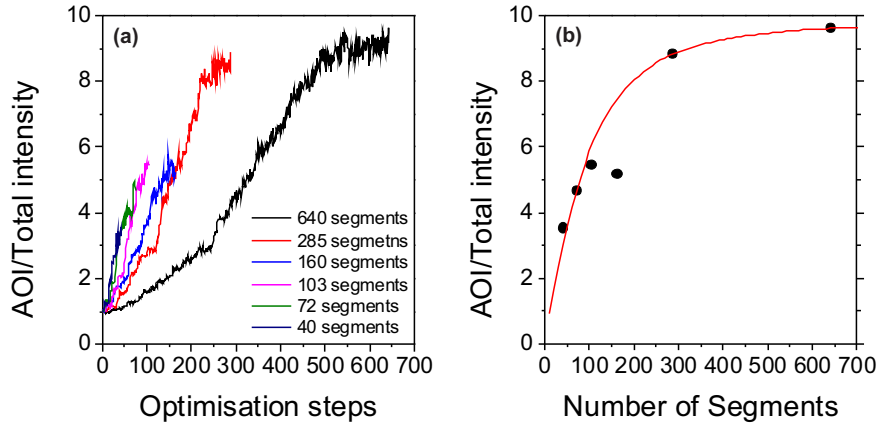 (a)
AOI/Total intensity
10
8
6
4
2
0
640 segments
285 segmetns
160 segments
103 segments
72 segments
40 segments
0 50 100 200 300 400 500 600 700
Optimisation steps
(b)
AOI/Total intensity
10
8
6
4
2
0
0 100 200 300 400 500 600 700
Number of Segments